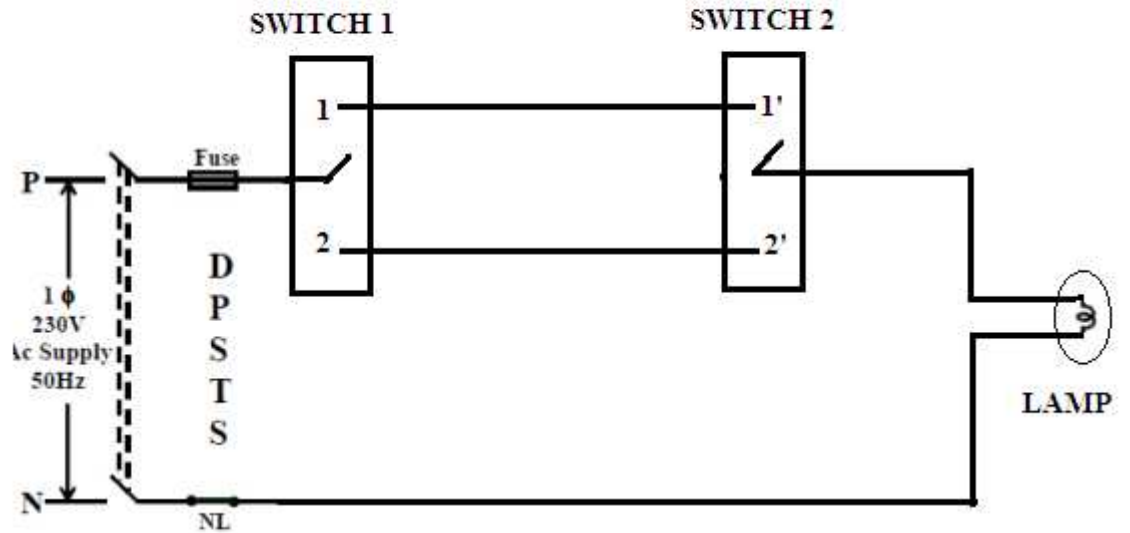 SWITCH 1
SWITCH 2
1
1'
Fuse
P
2
2'
D
P
S
T
S
1 ϕ
230V
Ac Supply
50Hz
LAMP
N
NL